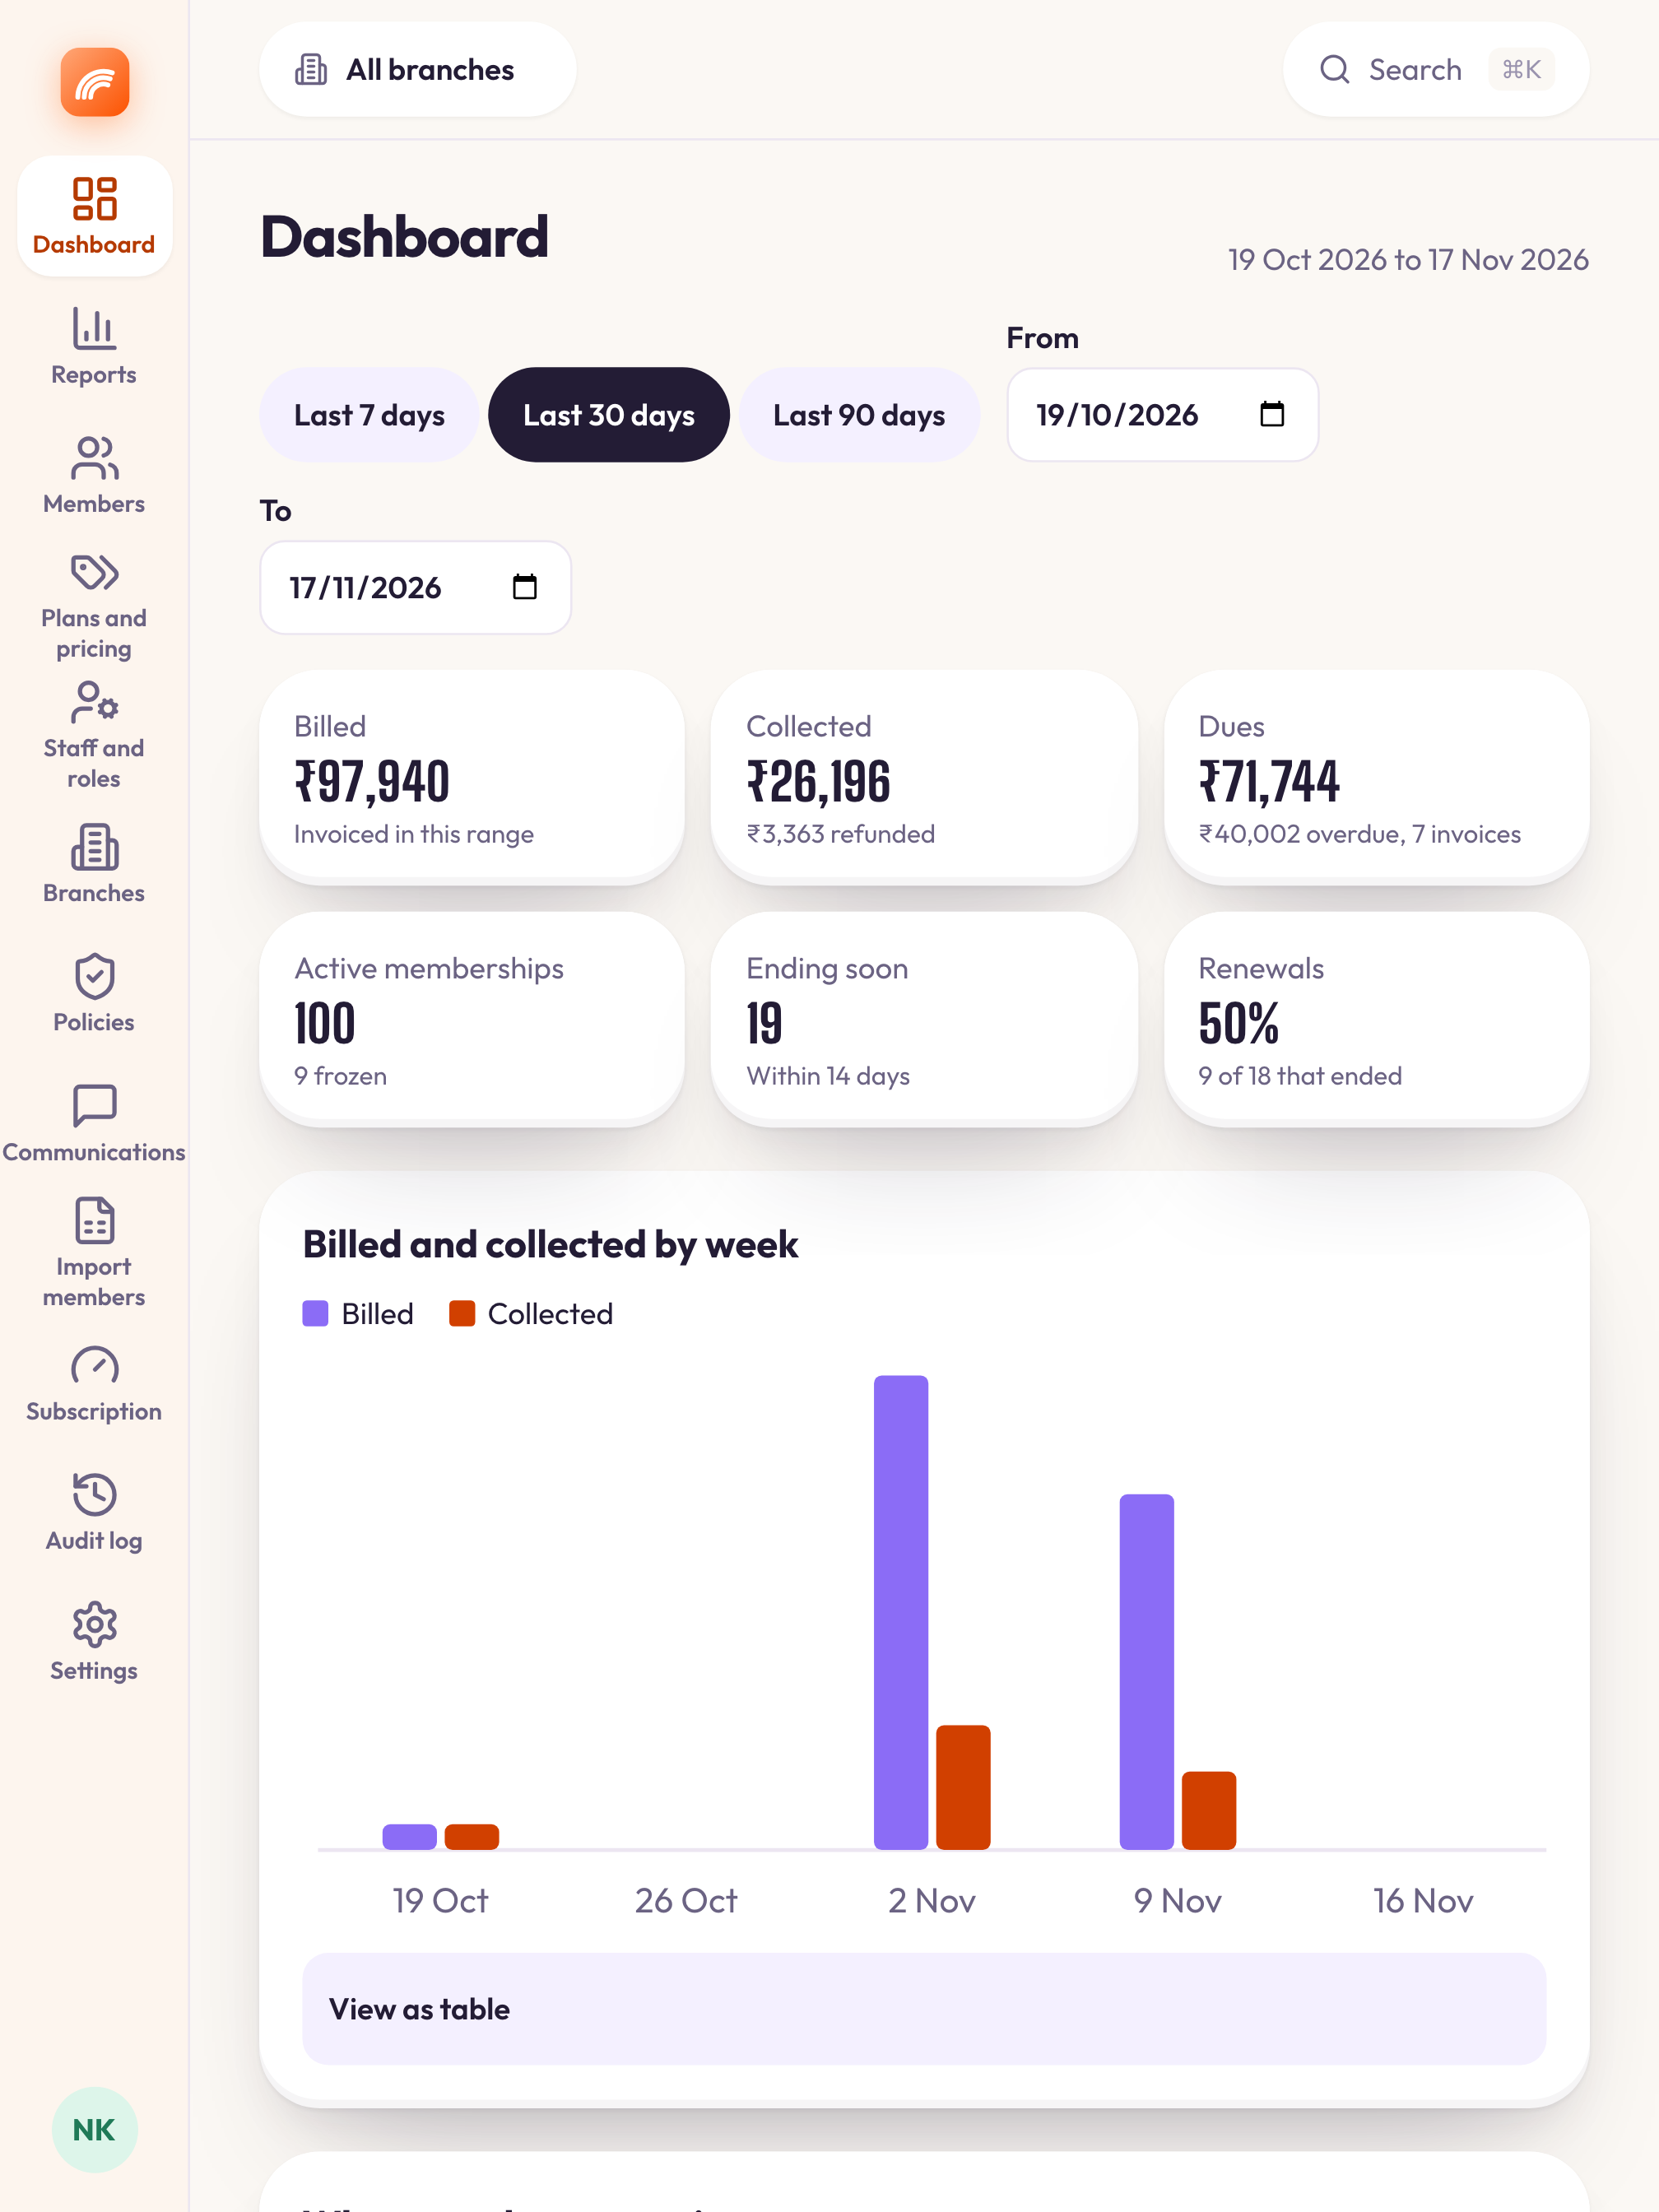 All branches
Search ⌘K
Dashboard
Reports
Members
Plans and
pricing
Staff and
roles
Branches
Policies
Communications
Import
members
Subscription
Audit log
Settings
NK
Dashboard
19 Oct 2026 to 17 Nov 2026
Last 7 days
Last 30 days
Last 90 days
From
19/10/2026
To
17/11/2026
Billed
₹97,940
Invoiced in this range
Collected
₹26,196
₹3,363 refunded
Dues
₹71,744
₹40,002 overdue, 7 invoices
Active memberships
100
9 frozen
Ending soon
19
Within 14 days
Renewals
50%
9 of 18 that ended
Billed and collected by week
Billed
Collected
19 Oct
26 Oct
2 Nov
9 Nov
16 Nov
View as table